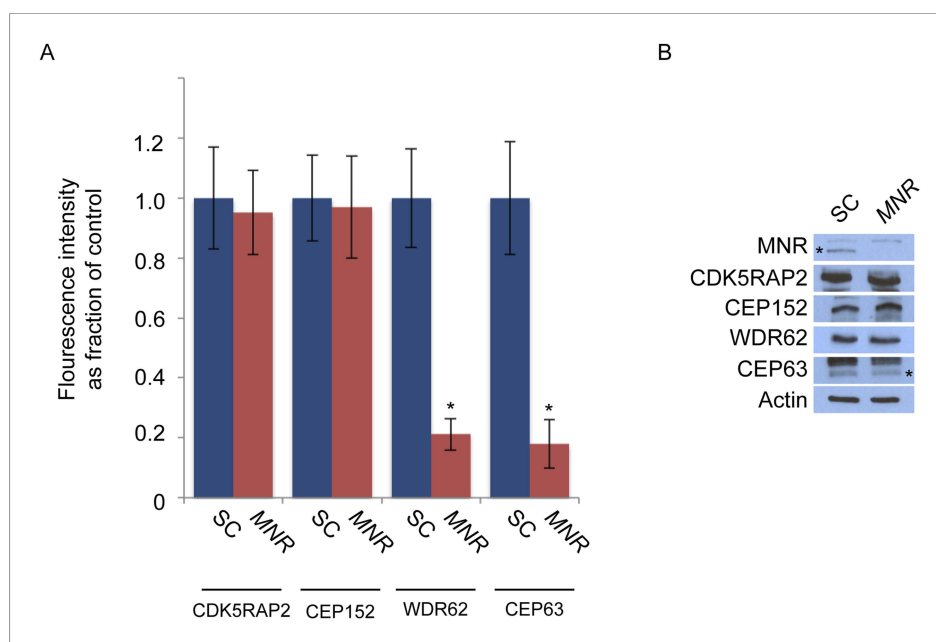 A
Flourescence intensity
as fraction of control
1.2
1.0
0.8
0.6
0.4
0.2
0
*
*
SC MNR SC MNR SC MNR SC MNR
CDK5RAP2 CEP152 WDR62 CEP63
B
SC MNR
MNR
*
CDK5RAP2
CEP152
WDR62
CEP63
*
Actin